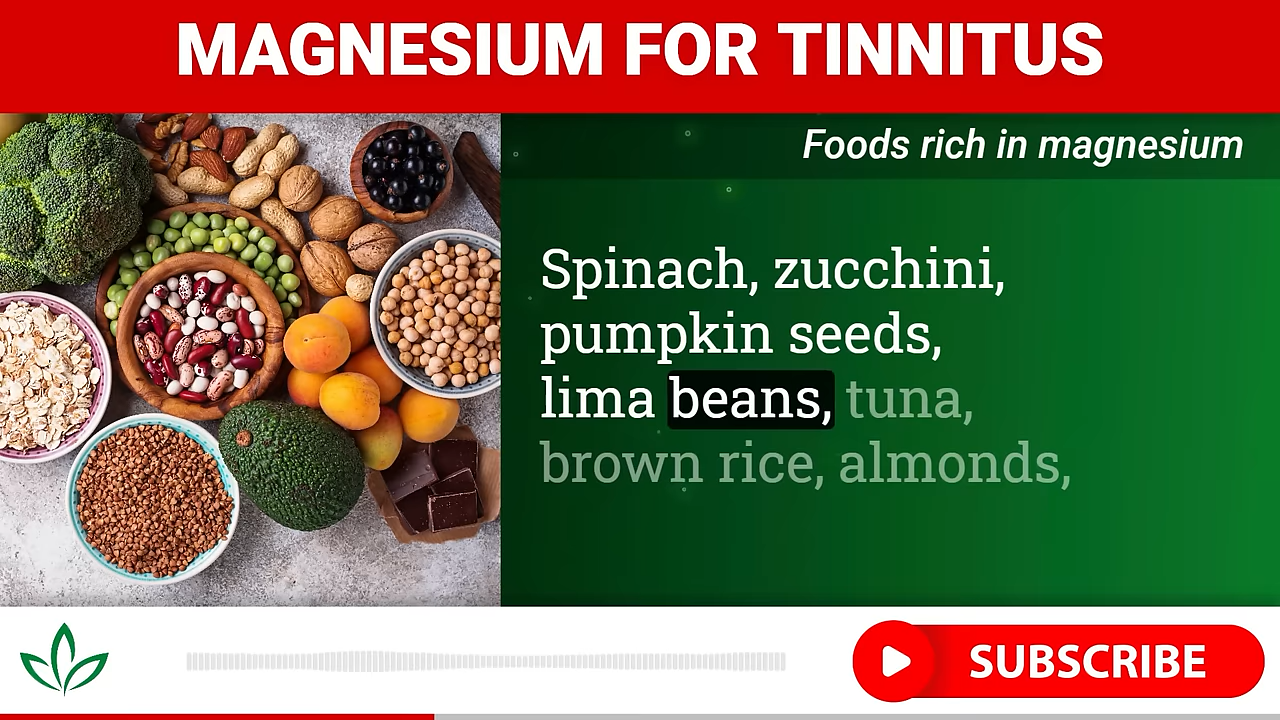 MAGNESIUM FOR TINNITUS
Foods rich in magnesium
Spinach, zucchini,
pumpkin seeds,
lima beans, tuna,
brown rice, almonds,
SUBSCRIBE